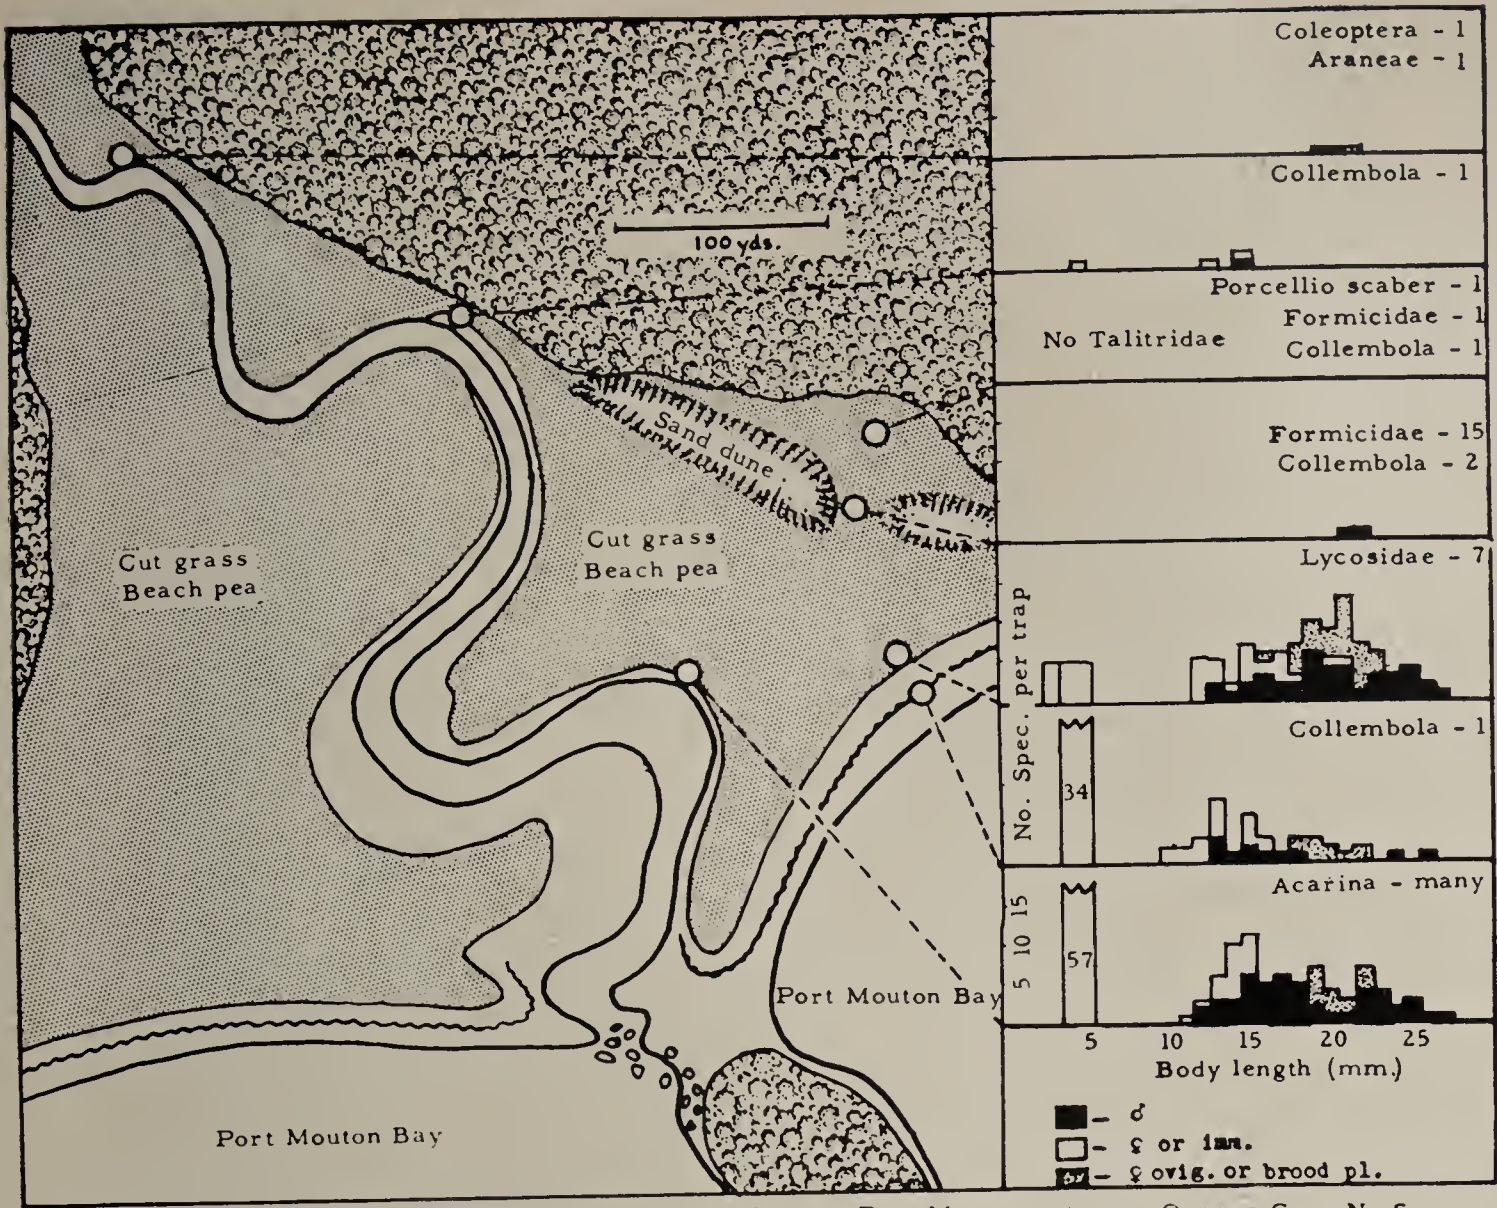 Coleoptera - 1
Araneae - 1
Collembola - 1
100 yds.
Porcellio scaber - 1
Formicidae - 1
No Talitridae
Collembola - 1
Sand dune
Formicidae - 15
Collembola - 2
Cut grass
Beach pea
Cut grass
Beach pea
Lycosidae - 7
No. Spec. per trap
Collembola - 1
34
Acarina - many
5 10 15
57
Port Mouton Bay
5 10 15 20 25
Body length (mm.)
Port Mouton Bay
- ♂
- ♀ or imm.
- ♀ ovig. or brood pl.